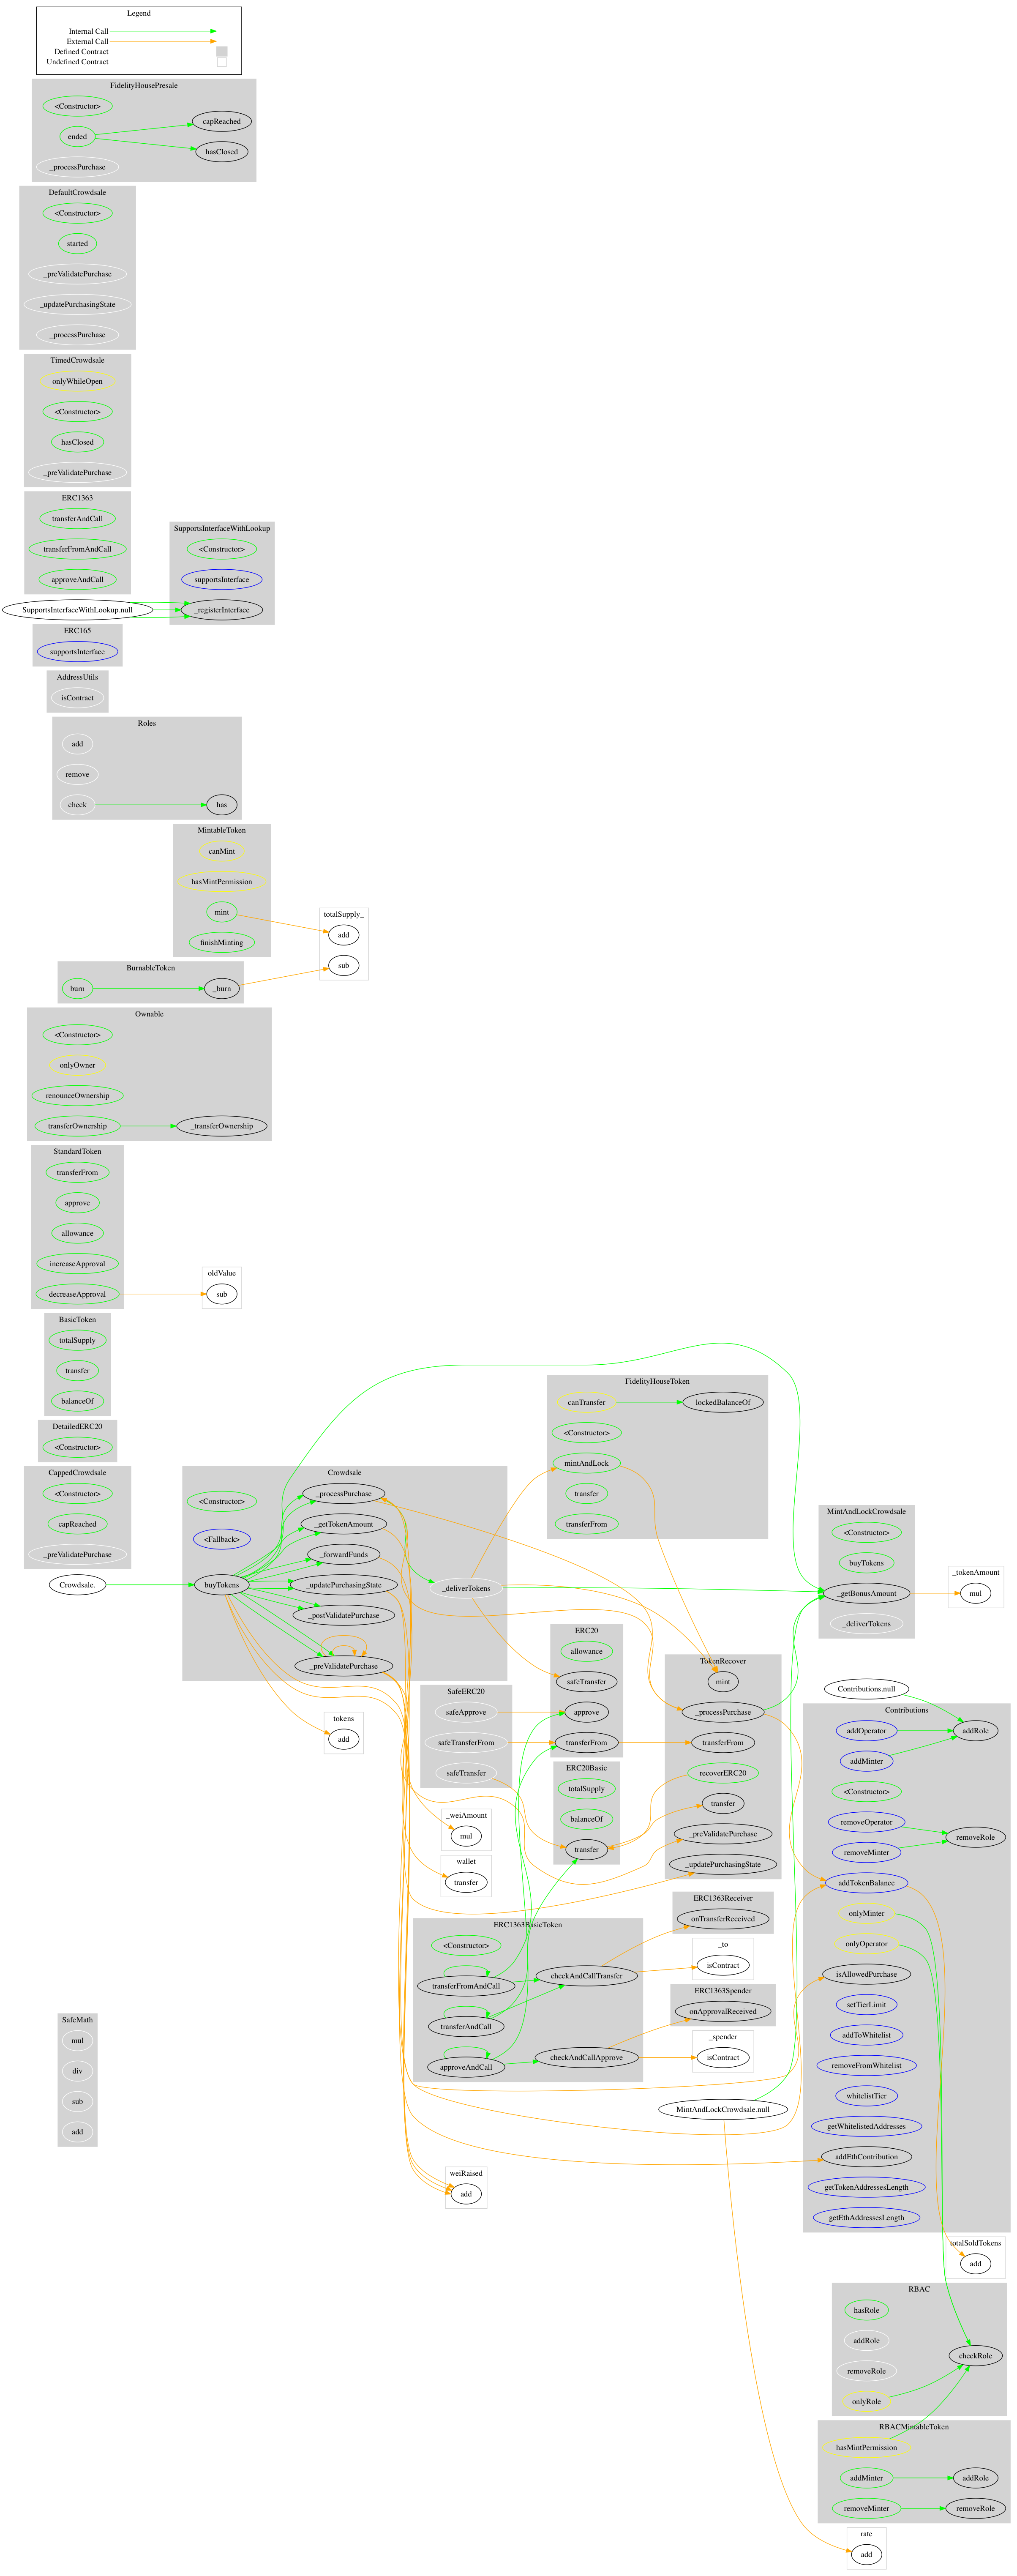 Legend
Internal Call
External Call
Defined Contract
Undefined Contract
FidelityHousePresale
<Constructor>
ended
capReached
hasClosed
_processPurchase
DefaultCrowdsale
<Constructor>
started
_preValidatePurchase
_updatePurchasingState
_processPurchase
TimedCrowdsale
onlyWhileOpen
<Constructor>
hasClosed
_preValidatePurchase
ERC1363
transferAndCall
transferFromAndCall
approveAndCall
SupportsInterfaceWithLookup
<Constructor>
supportsInterface
_registerInterface
SupportsInterfaceWithLookup.null
ERC165
supportsInterface
AddressUtils
isContract
Roles
add
remove
check
has
MintableToken
canMint
hasMintPermission
mint
finishMinting
totalSupply_
add
sub
BurnableToken
burn
_burn
Ownable
<Constructor>
onlyOwner
renounceOwnership
transferOwnership
_transferOwnership
StandardToken
transferFrom
approve
allowance
increaseApproval
decreaseApproval
oldValue
sub
BasicToken
totalSupply
transfer
balanceOf
DetailedERC20
<Constructor>
CappedCrowdsale
<Constructor>
capReached
_preValidatePurchase
Crowdsale.
Crowdsale
<Constructor>
<Fallback>
buyTokens
_processPurchase
_getTokenAmount
_forwardFunds
_updatePurchasingState
_postValidatePurchase
_preValidatePurchase
_deliverTokens
FidelityHouseToken
canTransfer
lockedBalanceOf
<Constructor>
mintAndLock
transfer
transferFrom
MintAndLockCrowdsale
<Constructor>
buyTokens
_getBonusAmount
_deliverTokens
_tokenAmount
mul
ERC20
allowance
safeTransfer
approve
transferFrom
TokenRecover
mint
_processPurchase
transferFrom
recoverERC20
transfer
_preValidatePurchase
_updatePurchasingState
SafeERC20
safeApprove
safeTransferFrom
safeTransfer
tokens
add
ERC20Basic
totalSupply
balanceOf
transfer
_weiAmount
mul
wallet
transfer
Contributions.null
Contributions
addOperator
addRole
addMinter
<Constructor>
removeOperator
removeRole
removeMinter
addTokenBalance
onlyMinter
onlyOperator
isAllowedPurchase
setTierLimit
addToWhitelist
removeFromWhitelist
whitelistTier
getWhitelistedAddresses
addEthContribution
getTokenAddressesLength
getEthAddressesLength
ERC1363Receiver
onTransferReceived
ERC1363BasicToken
<Constructor>
transferFromAndCall
transferAndCall
approveAndCall
checkAndCallTransfer
checkAndCallApprove
_to
isContract
ERC1363Spender
onApprovalReceived
_spender
isContract
SafeMath
mul
div
sub
add
MintAndLockCrowdsale.null
weiRaised
add
totalSoldTokens
add
RBAC
hasRole
addRole
removeRole
onlyRole
checkRole
RBACMintableToken
hasMintPermission
addMinter
addRole
removeMinter
removeRole
rate
add